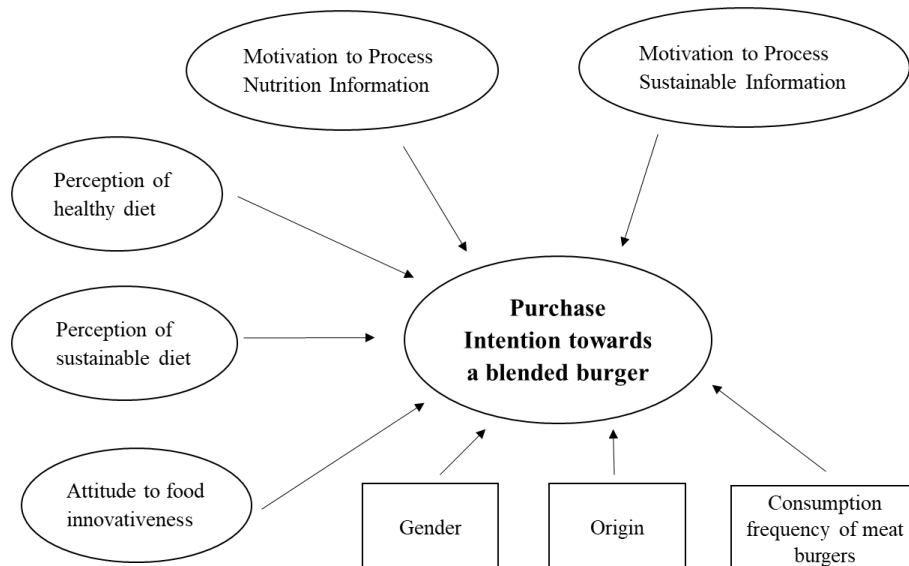 Motivation to Process
Nutrition Information
Motivation to Process
Sustainable Information
Perception of
healthy diet
Purchase
Intention towards
a blended burger
Perception of
sustainable diet
Attitude to food
innovativeness
Gender
Origin
Consumption
frequency of meat
burgers